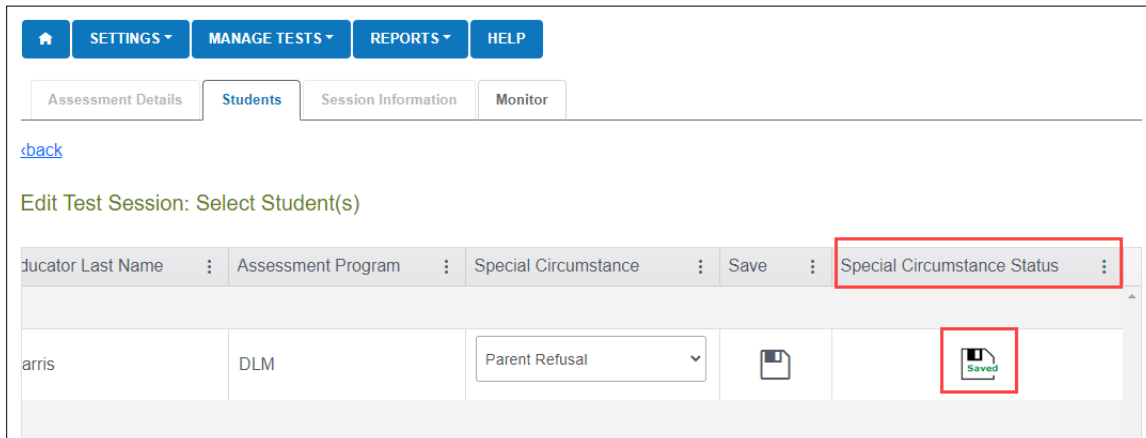 SETTINGS MANAGE TESTS REPORTS HELP
Assessment Details Students Session Information Monitor
‹back
Edit Test Session: Select Student(s)
ducator Last Name Assessment Program Special Circumstance Save Special Circumstance Status
arris DLM Parent Refusal Saved